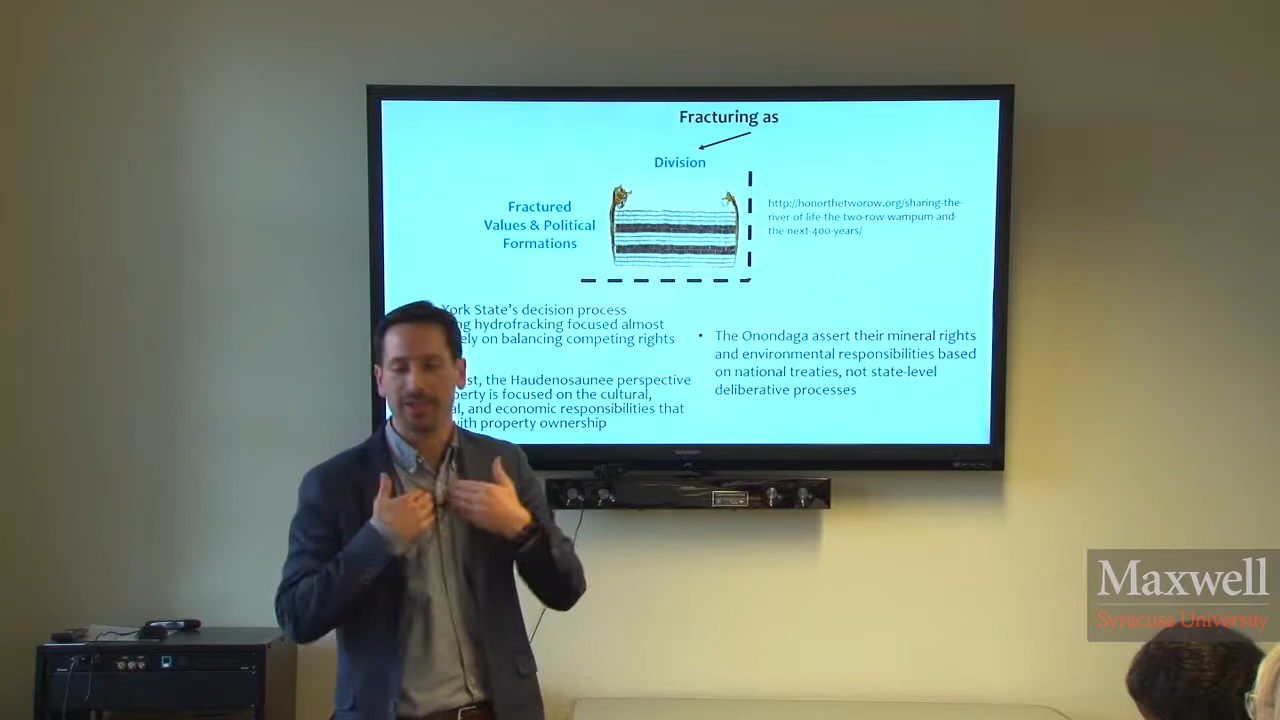 Fracturing as
Division
Fractured
Values & Political
Formations
http://honorthetworow.org/sharing-the-
river-of-life-the-two-row-wampum-and-
the-next-400-years/
York State's decision process
hydrofracking focused almost
on balancing competing rights
the Haudenosaunee perspective
is focused on the cultural,
and economic responsibilities that
with property ownership
• The Onondaga assert their mineral rights
and environmental responsibilities based
on national treaties, not state-level
deliberative processes
SHARP
Maxwell
Syracuse University